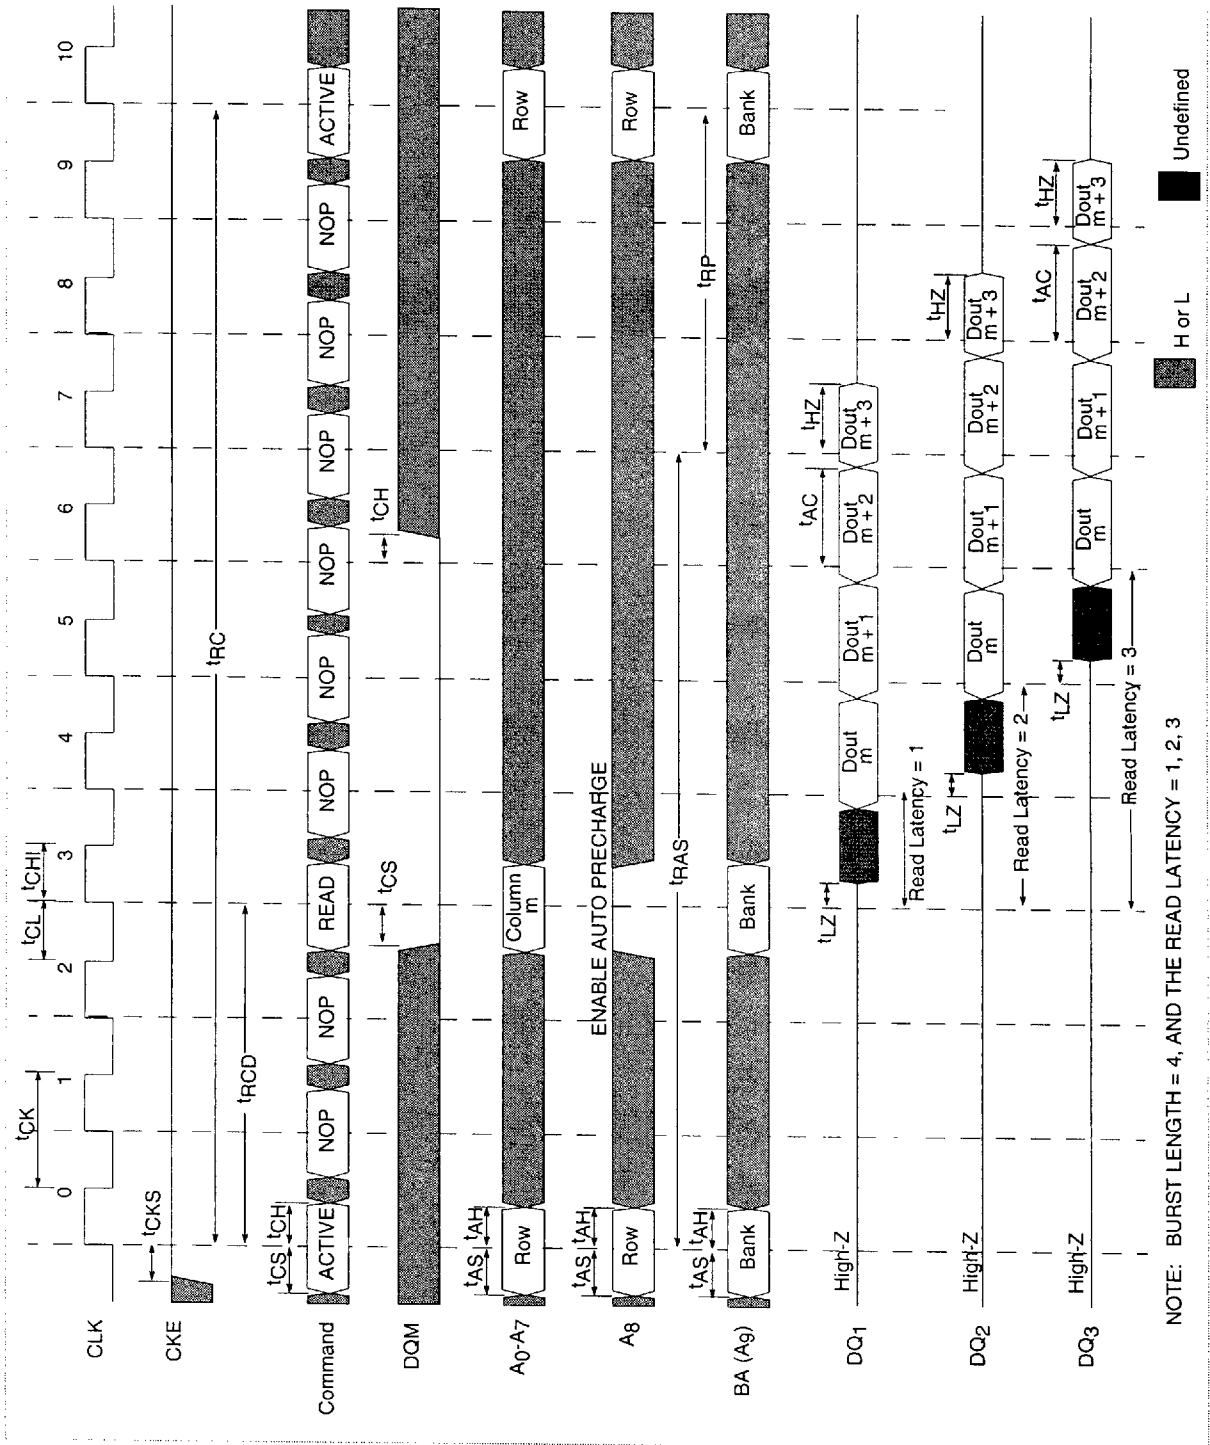 0 1 2 3 4 5 6 7 8 9 10
tCK
tCL
tCHI
CLK
tCKS
CKE
tRC
tRCD
tCS
tCH
Command
ACTIVE NOP NOP READ NOP NOP NOP NOP NOP NOP ACTIVE
tCS
tCH
DQM
tAS
tAH
A0-A7
Row
Column m
Row
ENABLE AUTO PRECHARGE
tAS
tAH
A8
Row
Row
tRAS
tRP
tAS
tAH
BA (A9)
Bank
Bank
Bank
tLZ
tAC
tHZ
DQ1
High-Z
Dout m
Dout m + 1
Dout m + 2
Dout m + 3
Read Latency = 1
tLZ
tHZ
DQ2
High-Z
Dout m
Dout m + 1
Dout m + 2
Dout m + 3
Read Latency = 2
tLZ
tAC
tHZ
DQ3
High-Z
Dout m
Dout m + 1
Dout m + 2
Dout m + 3
Read Latency = 3
NOTE: BURST LENGTH = 4, AND THE READ LATENCY = 1, 2, 3
H or L
Undefined